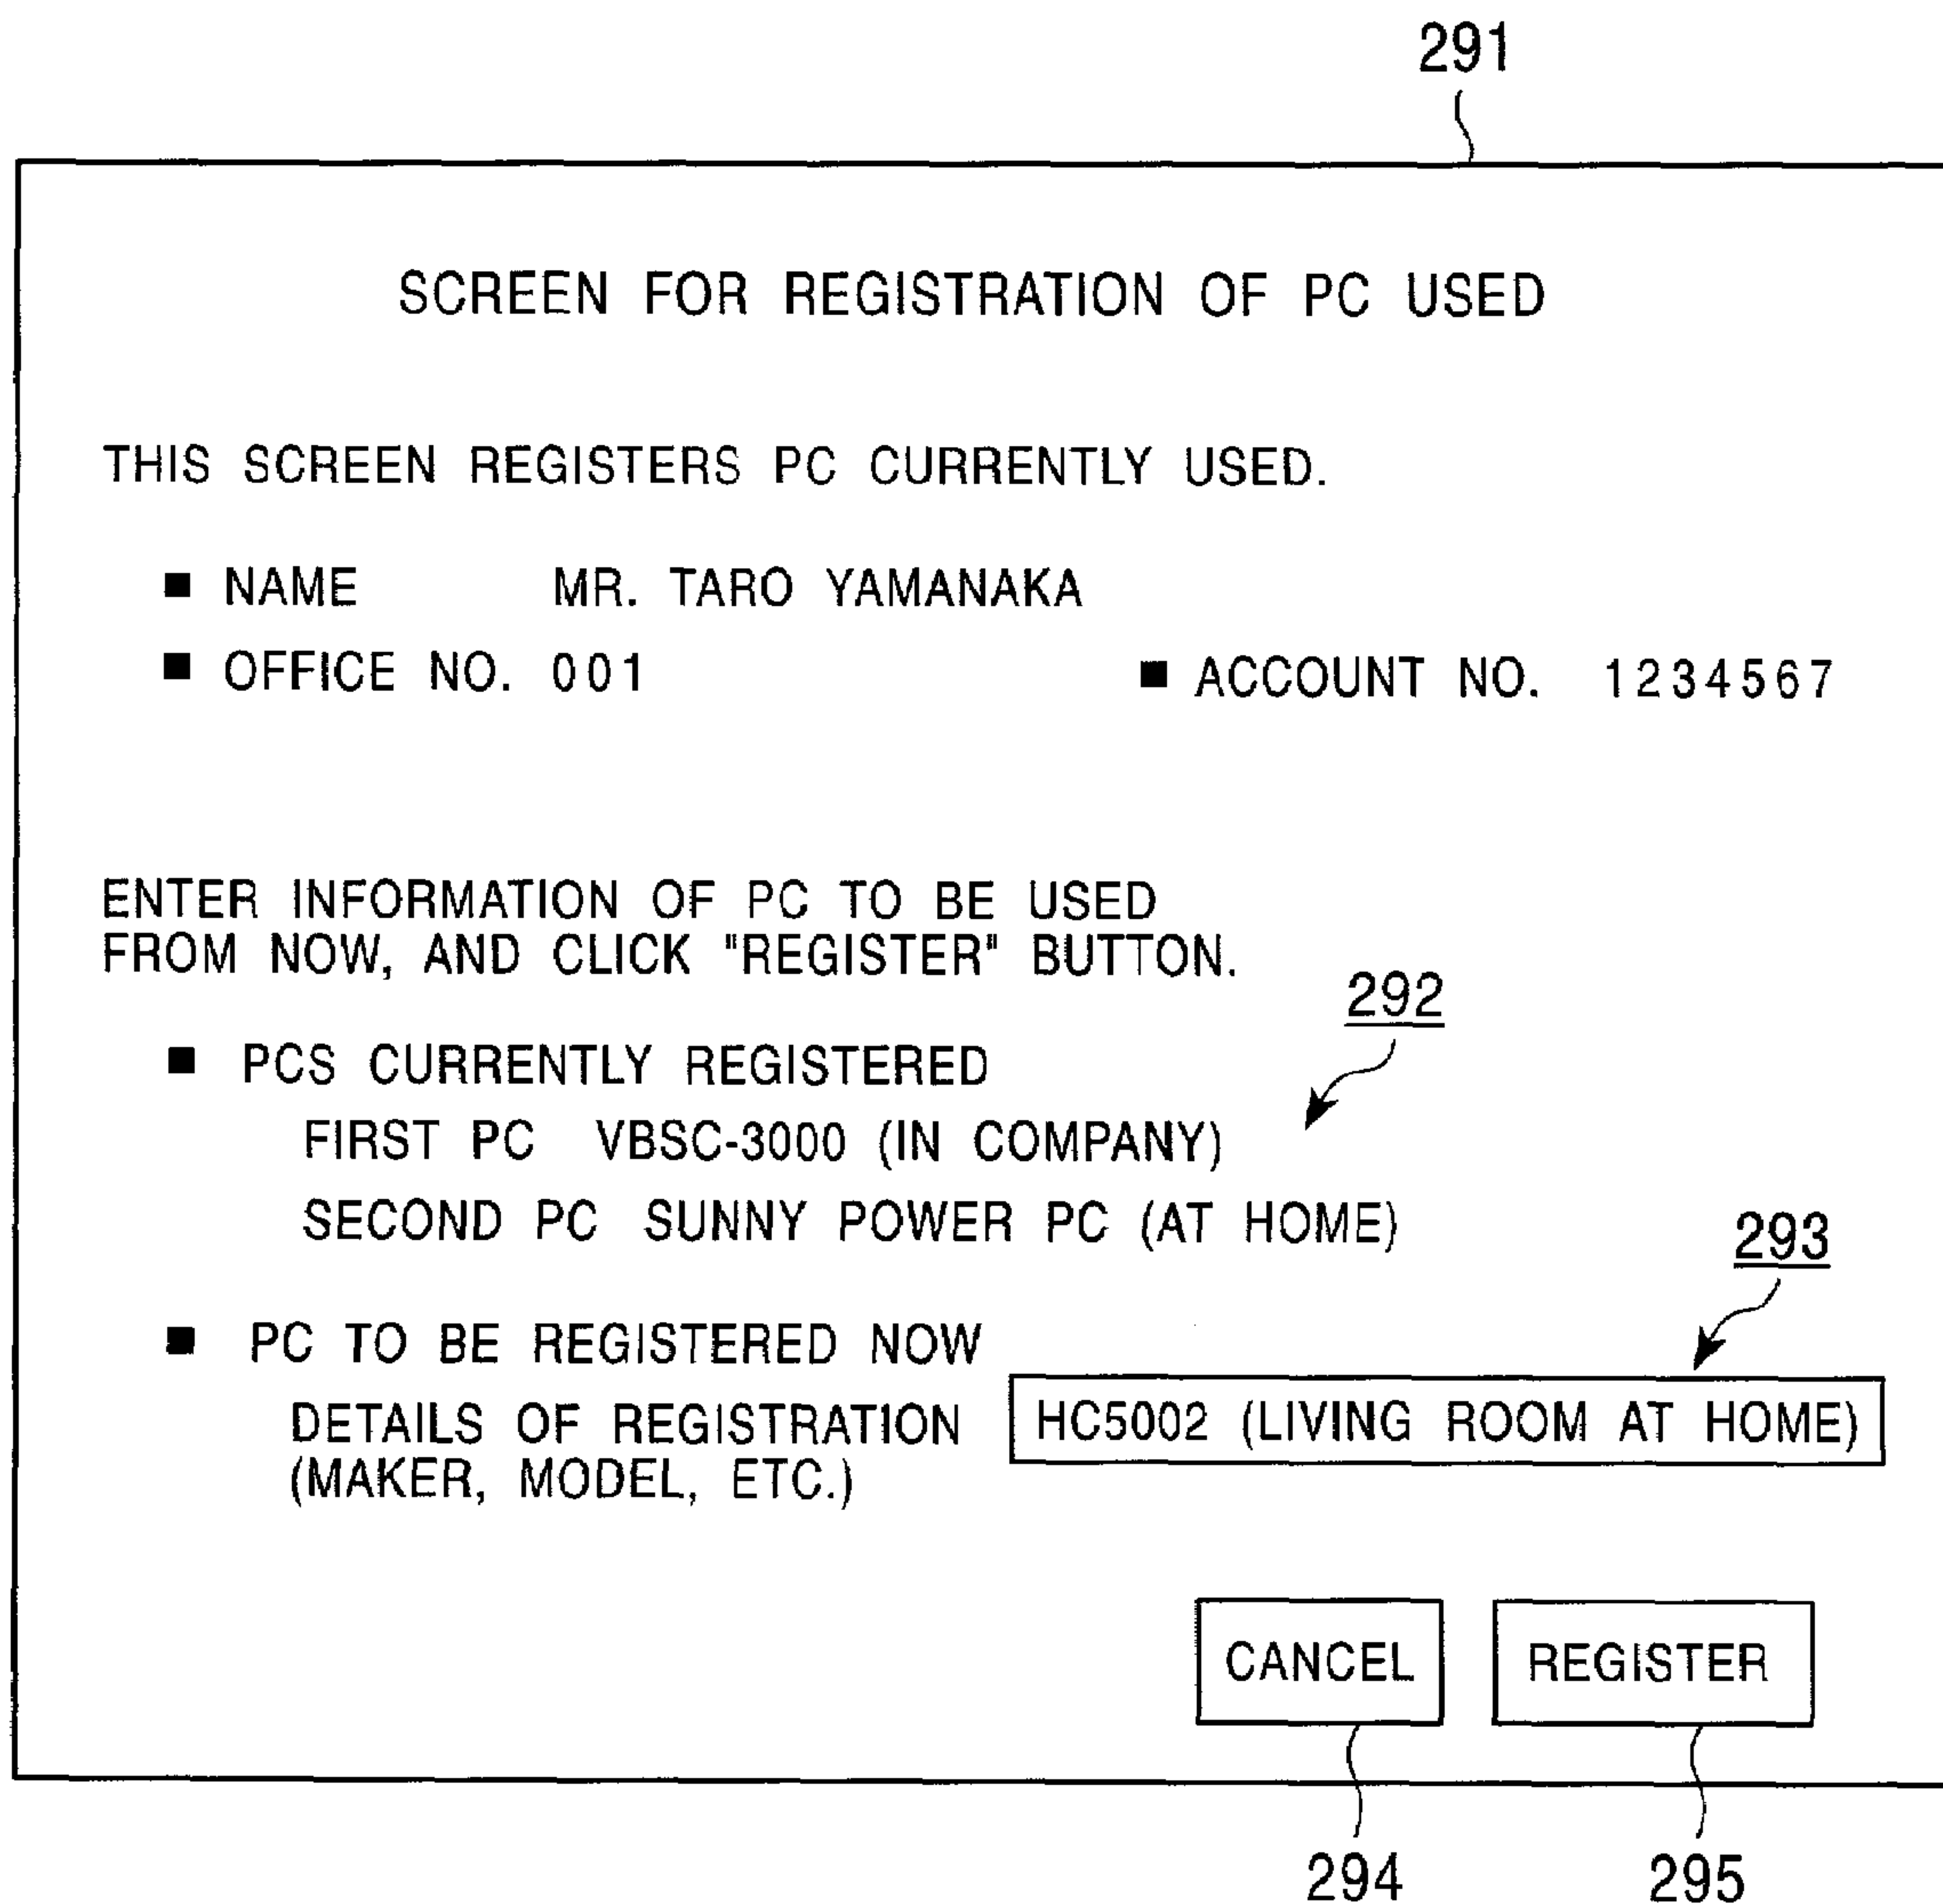 291
SCREEN FOR REGISTRATION OF PC USED
THIS SCREEN REGISTERS PC CURRENTLY USED.
■ NAME MR. TARO YAMANAKA
■ OFFICE NO. 001 ■ ACCOUNT NO. 1234567
ENTER INFORMATION OF PC TO BE USED
FROM NOW, AND CLICK "REGISTER" BUTTON.
292
■ PCS CURRENTLY REGISTERED
FIRST PC VBSC-3000 (IN COMPANY)
SECOND PC SUNNY POWER PC (AT HOME)
293
■ PC TO BE REGISTERED NOW
DETAILS OF REGISTRATION HC5002 (LIVING ROOM AT HOME)
(MAKER, MODEL, ETC.)
CANCEL REGISTER
294 295